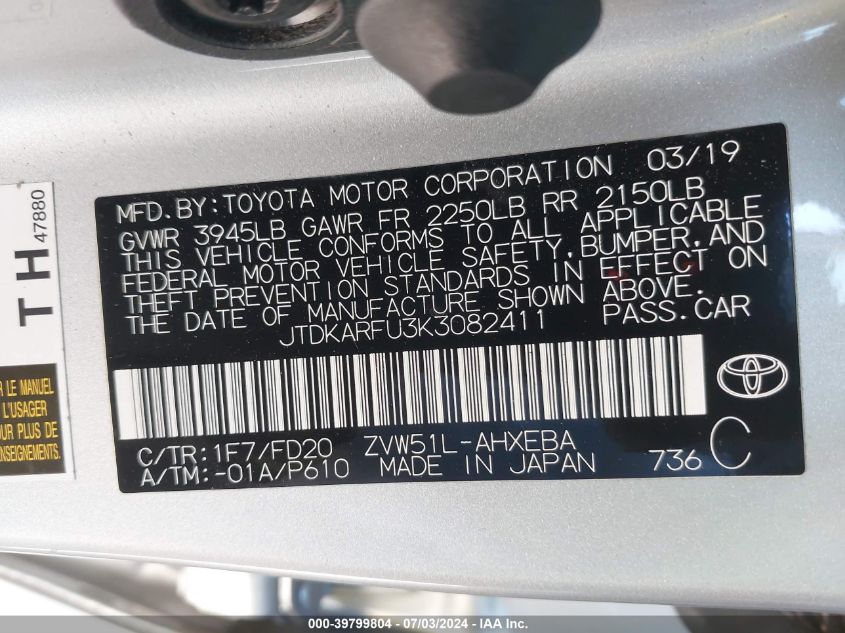 MFD.BY:TOYOTA MOTOR CORPORATION 03/19
GVWR 3945LB GAWR FR 2250LB RR 2150LB
THIS VEHICLE CONFORMS TO ALL APPLICABLE
FEDERAL MOTOR VEHICLE SAFETY,BUMPER,AND
THEFT PREVENTION STANDARDS IN EFFECT ON
THE DATE OF MANUFACTURE SHOWN ABOVE.
JTDKARFU3K3082411 PASS.CAR
C/TR:1F7/FD20 ZVW51L-AHXEBA
A/TM:-01A/P610 MADE IN JAPAN 736 C
TH
47880
LE MANUEL
L'USAGER
PLUS DE
000-39799804 - 07/03/2024 - IAA Inc.